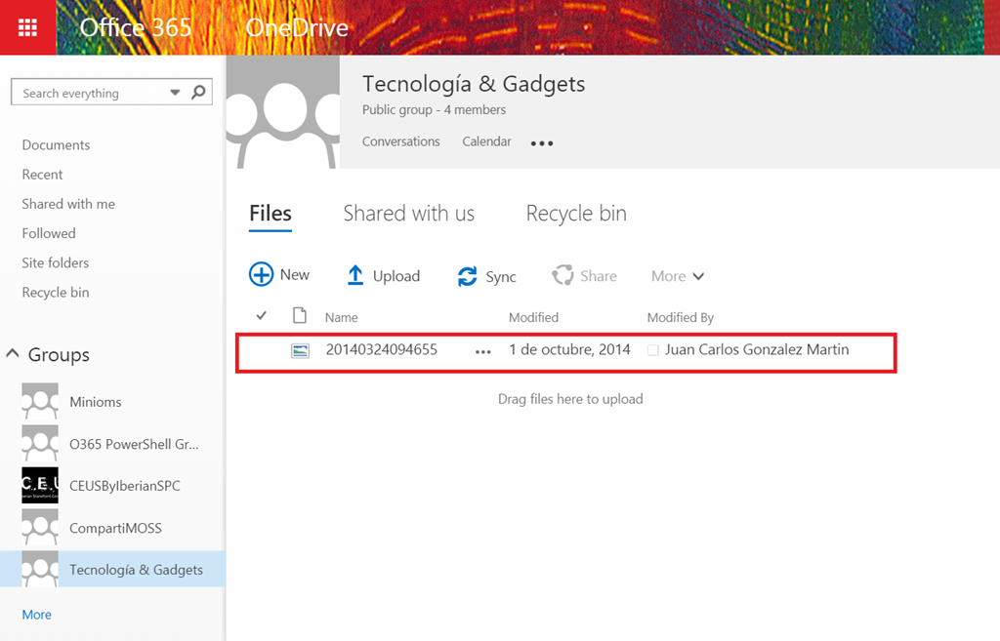 Office 365 OneDrive
Search everything
Documents
Recent
Shared with me
Followed
Site folders
Recycle bin
Groups
Minioms
O365 PowerShell Gr...
C.E.U
CEUSByIberianSPC
CompartiMOSS
Tecnología & Gadgets
More
Tecnología & Gadgets
Public group - 4 members
Conversations Calendar ...
Files Shared with us Recycle bin
New Upload Sync Share More
Name Modified Modified By
20140324094655 ... 1 de octubre, 2014 Juan Carlos Gonzalez Martin
Drag files here to upload